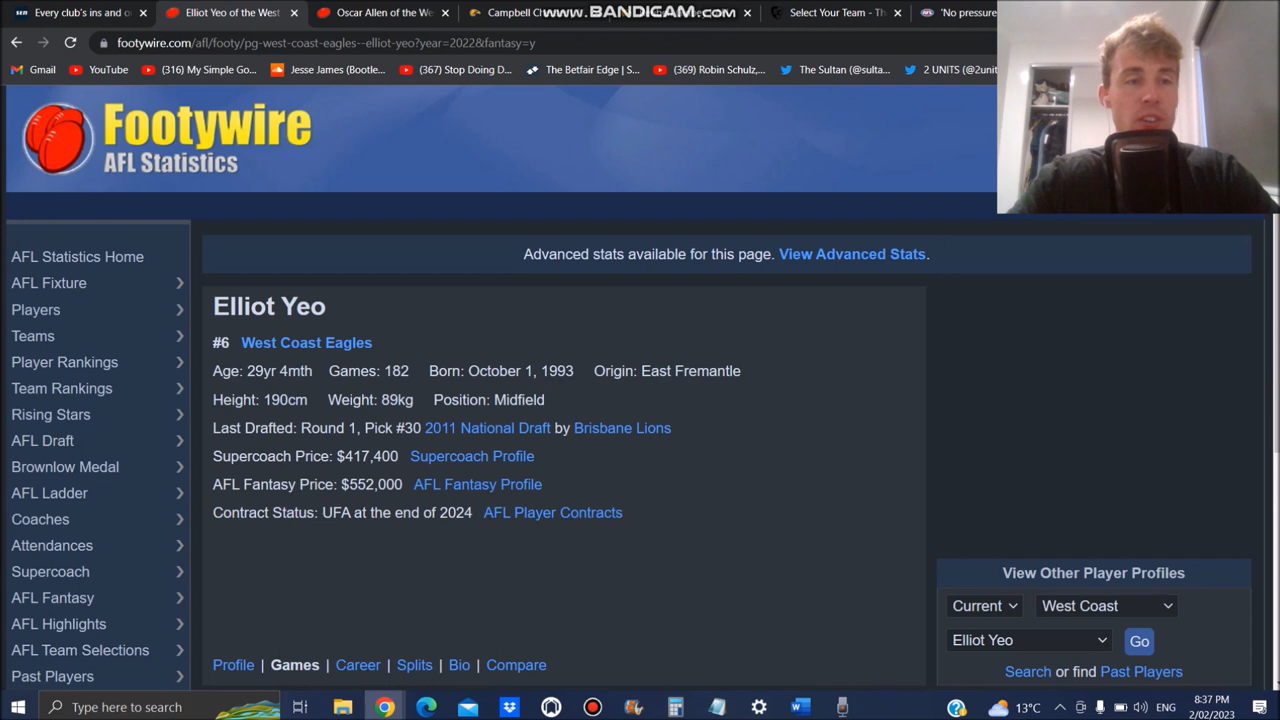 Every club's ins and o
Elliot Yeo of the West
Oscar Allen of the We
Campbell Ch
www.BANDICAM.com
Select Your Team - Th
'No pressure
footywire.com/afl/footy/pg-west-coast-eagles--elliot-yeo?year=2022&fantasy=y
Gmail
YouTube
(316) My Simple Go...
Jesse James (Bootle...
(367) Stop Doing D...
The Betfair Edge | S...
(369) Robin Schulz,...
The Sultan (@sulta...
2 UNITS (@2unit
Footywire
AFL Statistics
Advanced stats available for this page. View Advanced Stats.
AFL Statistics Home
AFL Fixture
Players
Teams
Player Rankings
Team Rankings
Rising Stars
AFL Draft
Brownlow Medal
AFL Ladder
Coaches
Attendances
Supercoach
AFL Fantasy
AFL Highlights
AFL Team Selections
Past Players
Elliot Yeo
#6 West Coast Eagles
Age: 29yr 4mth Games: 182 Born: October 1, 1993 Origin: East Fremantle
Height: 190cm Weight: 89kg Position: Midfield
Last Drafted: Round 1, Pick #30 2011 National Draft by Brisbane Lions
Supercoach Price: $417,400 Supercoach Profile
AFL Fantasy Price: $552,000 AFL Fantasy Profile
Contract Status: UFA at the end of 2024 AFL Player Contracts
Profile | Games | Career | Splits | Bio | Compare
View Other Player Profiles
Current West Coast
Elliot Yeo Go
Search or find Past Players
Type here to search
13°C
ENG
8:37 PM
2/02/2023